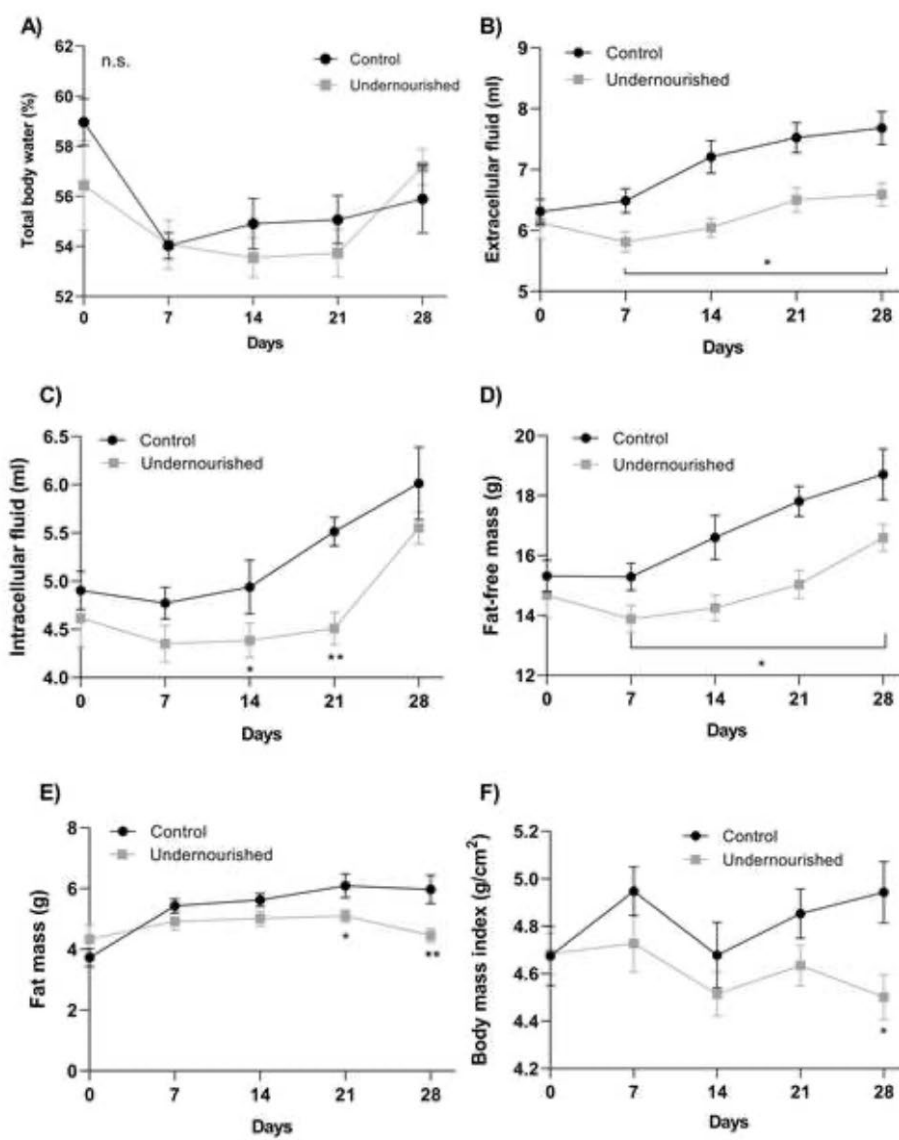 A)
62
60
58
56
54
52
Total body water (%)
n.s.
Control
Undernourished
0 7 14 21 28
Days
B)
Control
Undernourished
9
8
7
6
5
Extracellular fluid (ml)
*
0 7 14 21 28
Days
C)
6.5
6.0
5.5
5.0
4.5
4.0
Intracellular fluid (ml)
Control
Undernourished
* **
0 7 14 21 28
Days
D)
20
18
16
14
12
Fat-free mass (g)
Control
Undernourished
*
0 7 14 21 28
Days
E)
8
6
4
2
0
Fat mass (g)
Control
Undernourished
* **
0 7 14 21 28
Days
F)
5.2
5.0
4.8
4.6
4.4
4.2
Body mass index (g/cm²)
Control
Undernourished
*
0 7 14 21 28
Days